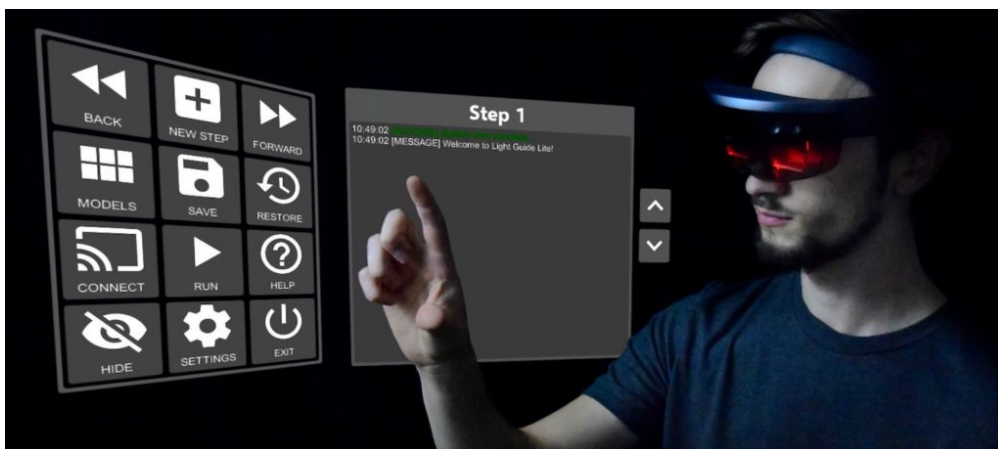 BACK
NEW STEP
FORWARD
MODELS
SAVE
RESTORE
CONNECT
RUN
HELP
HIDE
SETTINGS
EXIT
Step 1
10:49:02
10:49:02 [MESSAGE] Welcome to Light Guide Lite!